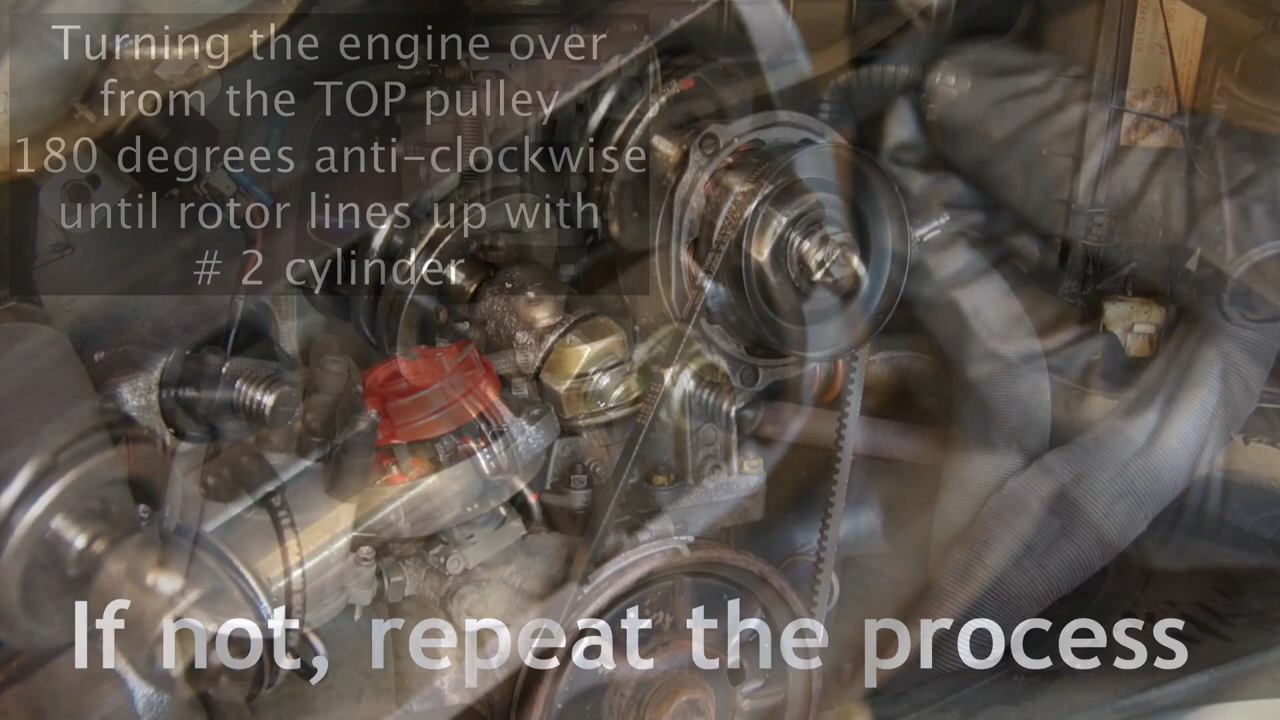 Turning the engine over
from the TOP pulley
180 degrees anti-clockwise
until rotor lines up with
# 2 cylinder
If not, repeat the process